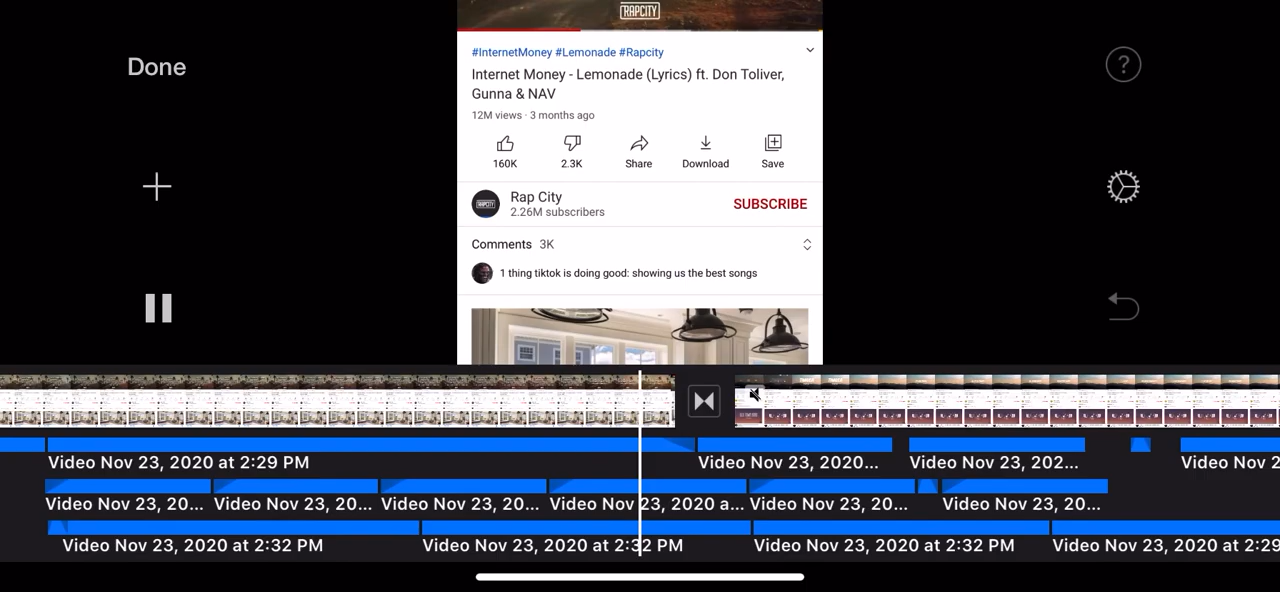 RAPCITY
Done
#InternetMoney #Lemonade #Rapcity
Internet Money - Lemonade (Lyrics) ft. Don Toliver,
Gunna & NAV
12M views · 3 months ago
160K 2.3K Share Download Save
Rap City
2.26M subscribers
SUBSCRIBE
Comments 3K
1 thing tiktok is doing good: showing us the best songs
?
Video Nov 23, 2020 at 2:29 PM Video Nov 23, 2020... Video Nov 23, 202... Video Nov 2
Video Nov 23, 20... Video Nov 23, 20... Video Nov 23, 20... Video Nov 23, 2020 a... Video Nov 23, 20... Video Nov 23, 20...
Video Nov 23, 2020 at 2:32 PM Video Nov 23, 2020 at 2:32 PM Video Nov 23, 2020 at 2:32 PM Video Nov 23, 2020 at 2:29